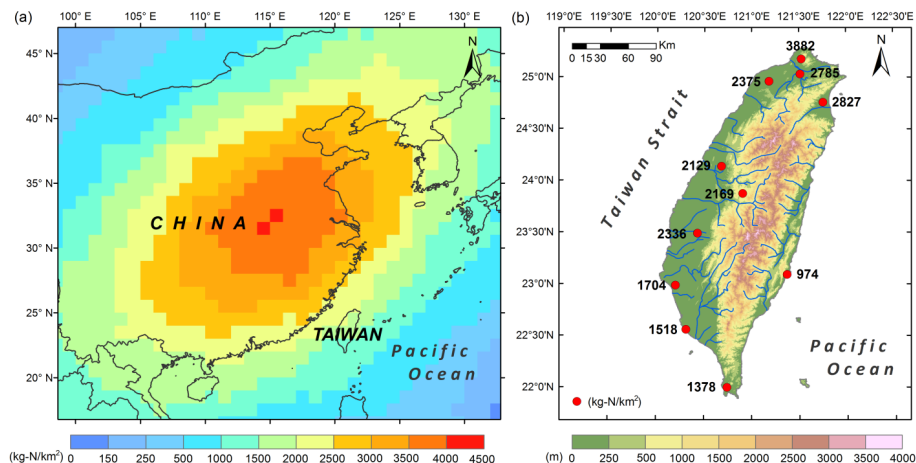 (a)
100°E 105°E 110°E 115°E 120°E 125°E 130°E
45°N
40°N
35°N
30°N
25°N
20°N
N
CHINA
TAIWAN
Pacific
Ocean
(kg-N/km²)
0 150 250 500 1000 1500 2000 2500 3000 3500 4000 4500
(b)
119°0'E 119°30'E 120°0'E 120°30'E 121°0'E 121°30'E 122°0'E 122°30'E
0 15 30 60 90 Km
N
25°0'N
24°30'N
24°0'N
23°30'N
23°0'N
22°30'N
22°0'N
Taiwan Strait
3882
2375
2785
2827
2129
2169
2336
974
1704
1518
1378
Pacific
Ocean
(kg-N/km²)
(m)
0 250 500 1000 1500 2000 2500 3000 3500 4000